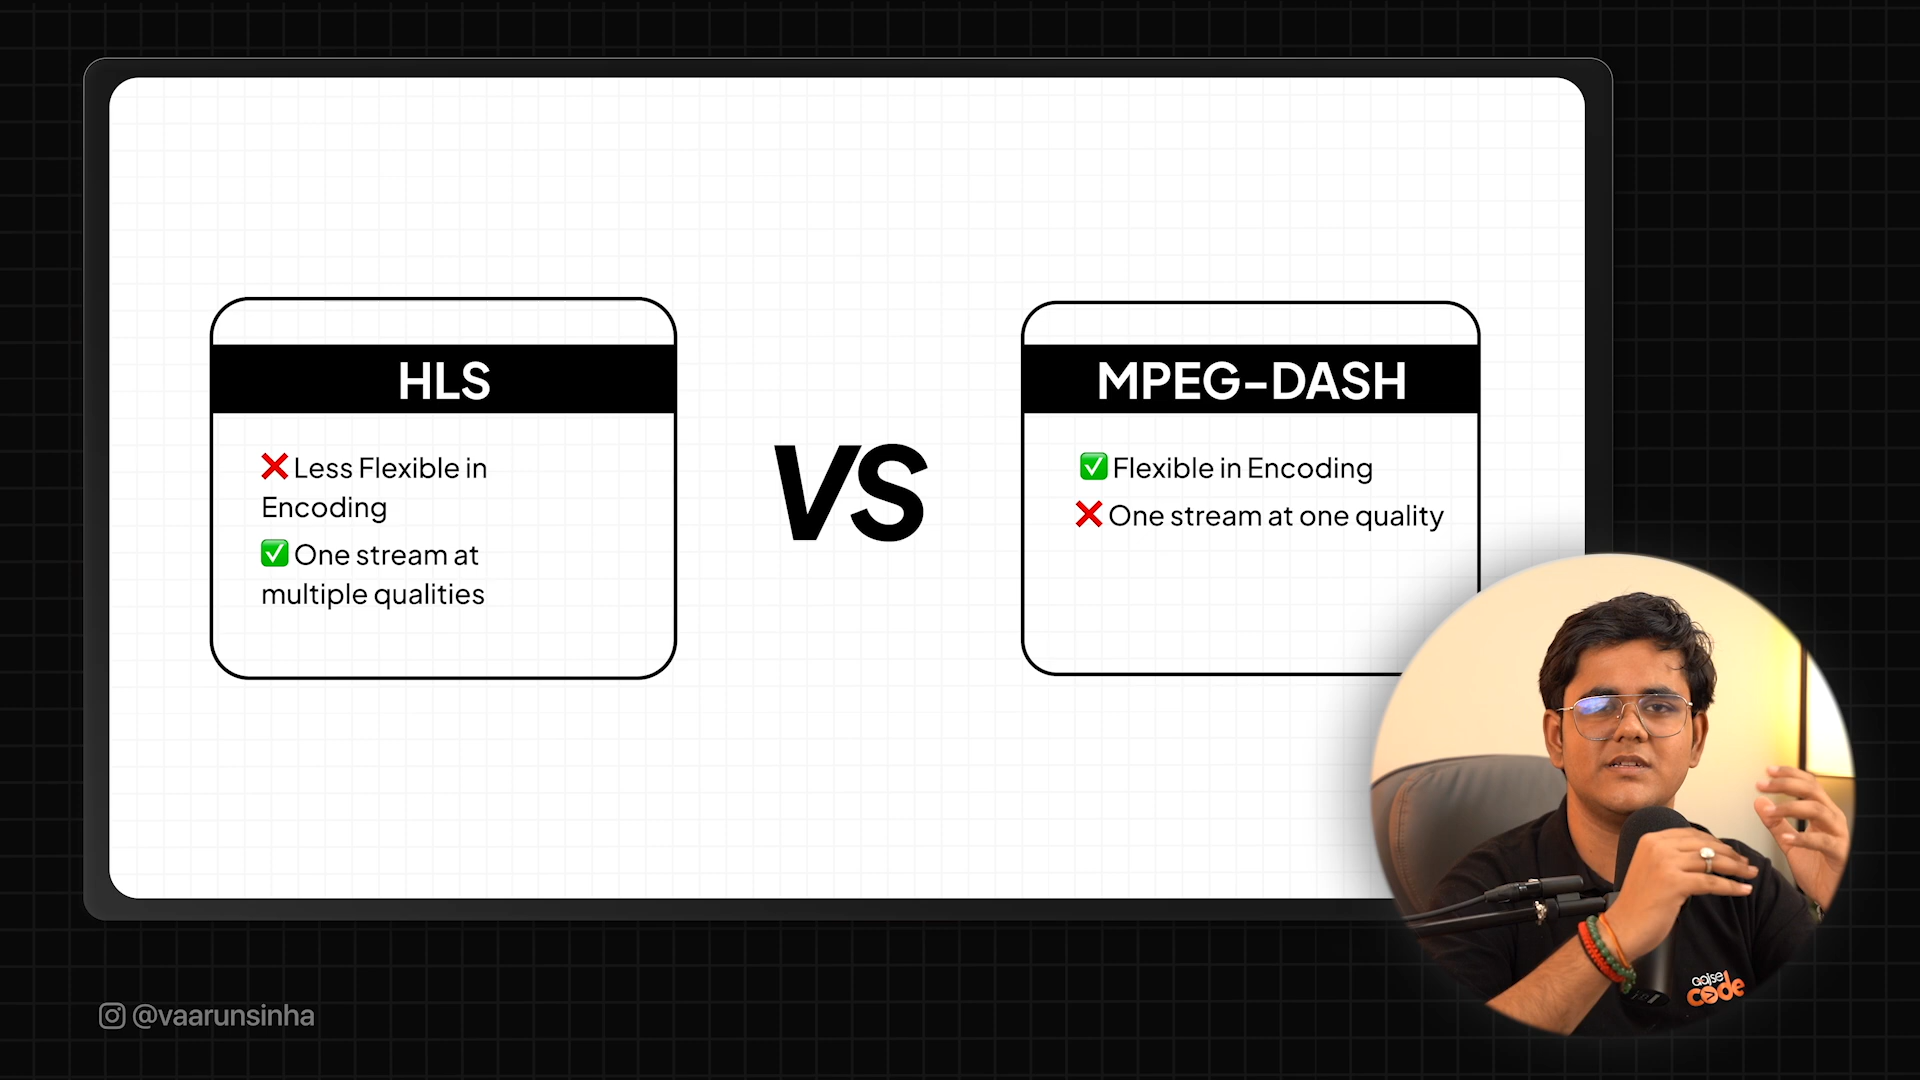 HLS
❌ Less Flexible in
Encoding
✅ One stream at
multiple qualities
VS
MPEG-DASH
✅ Flexible in Encoding
❌ One stream at one quality
aajse
code
@vaarunsinha